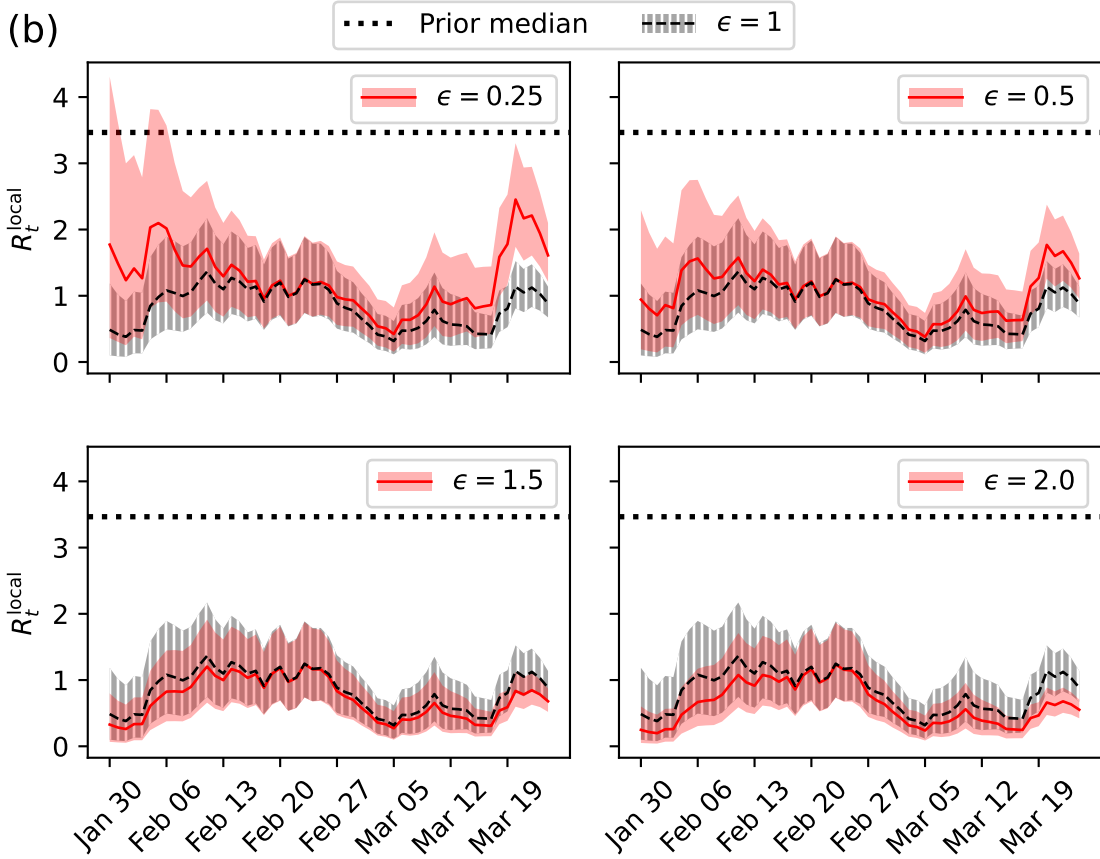 (b)
Prior median
ϵ = 1
ϵ = 0.25
ϵ = 0.5
4
3
2
1
0
R_t^local
ϵ = 1.5
ϵ = 2.0
4
3
2
1
0
R_t^local
Jan 30
Feb 06
Feb 13
Feb 20
Feb 27
Mar 05
Mar 12
Mar 19
Jan 30
Feb 06
Feb 13
Feb 20
Feb 27
Mar 05
Mar 12
Mar 19